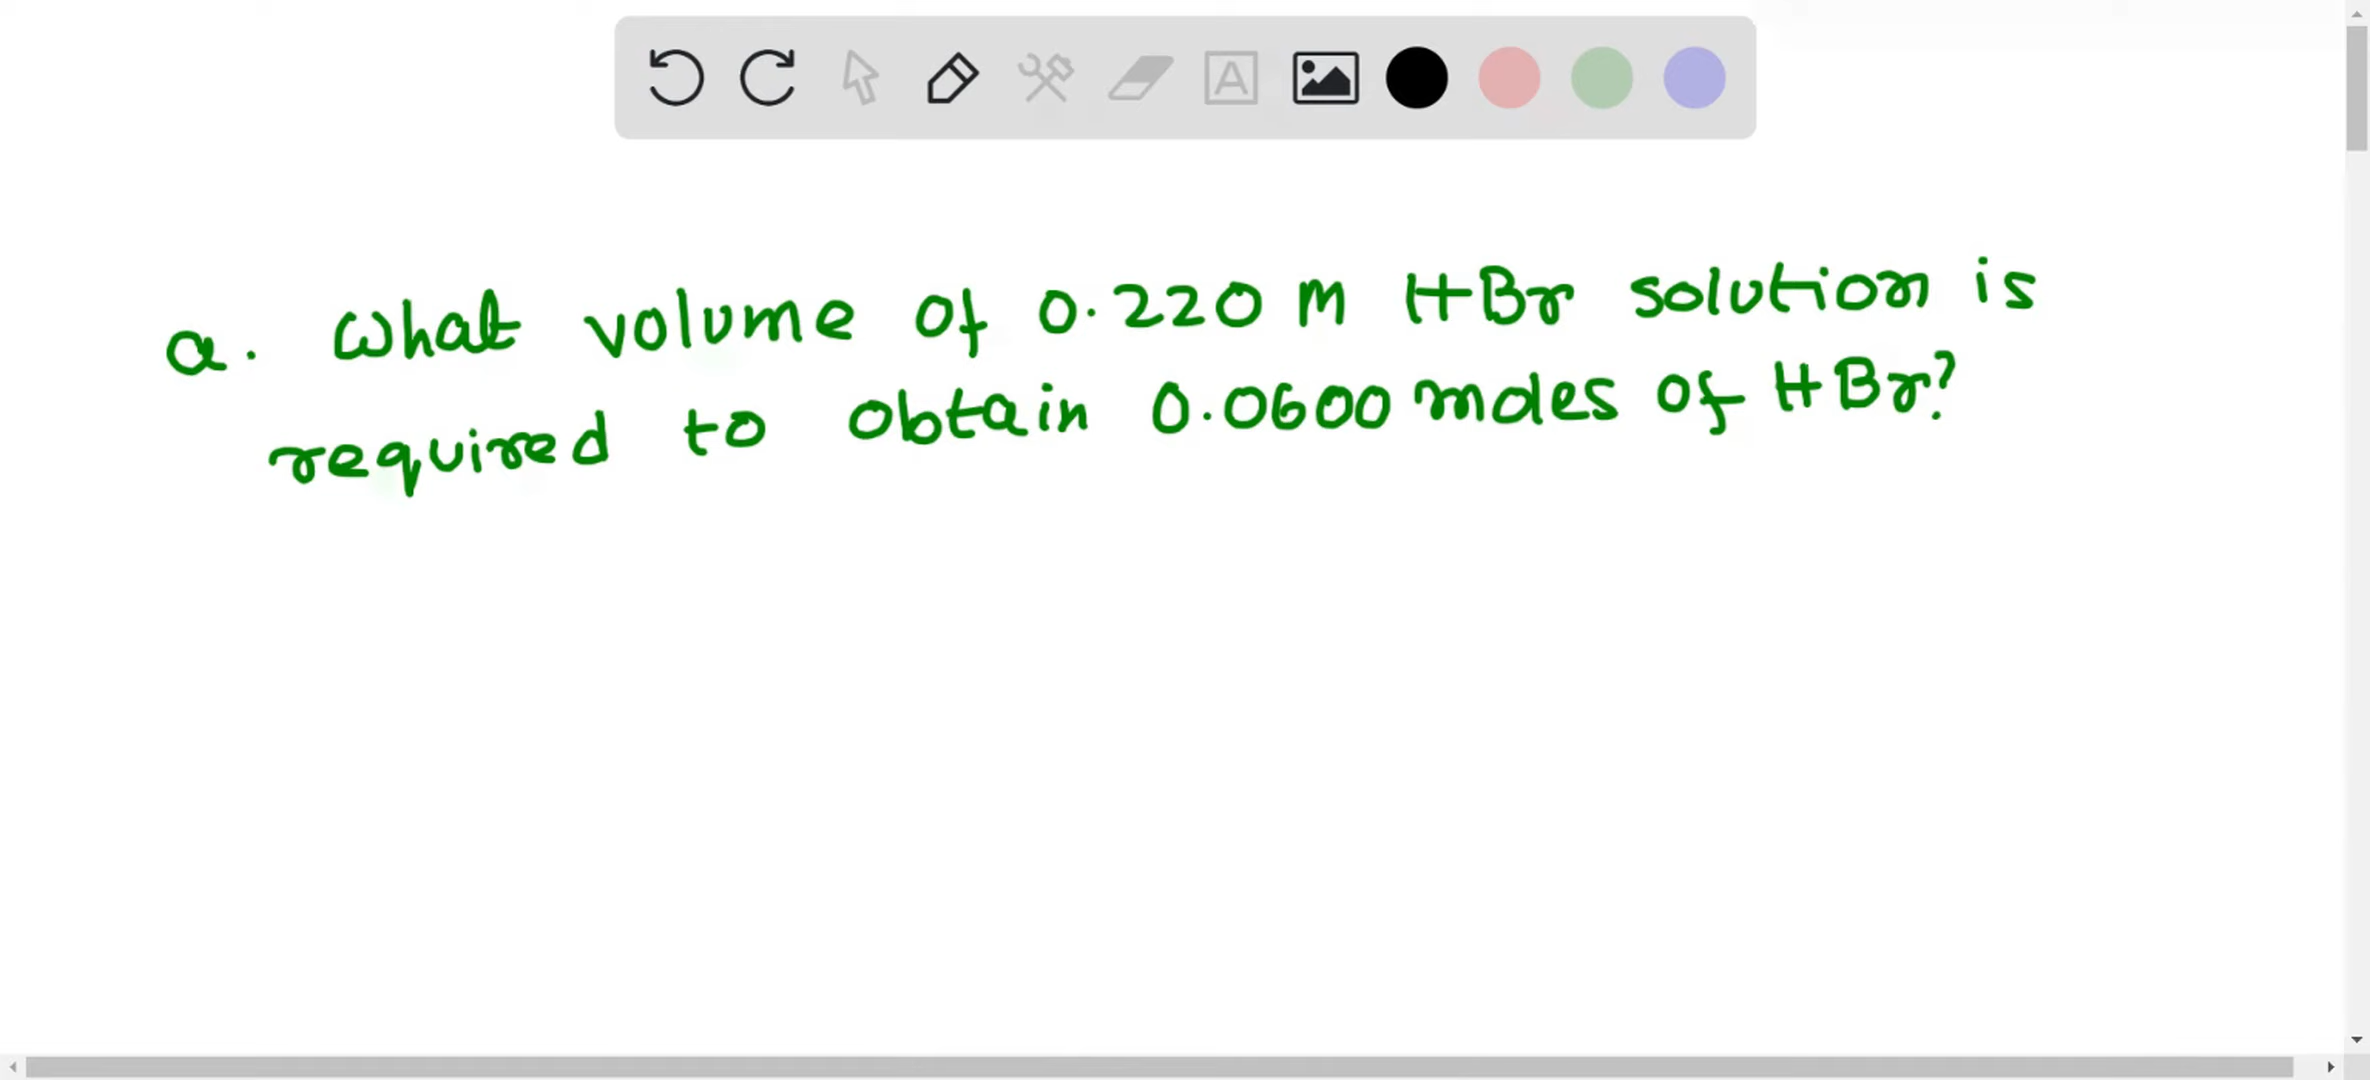 A
a. What volume of 0.220 M HBr solution is
required to obtain 0.0600 moles of HBr?